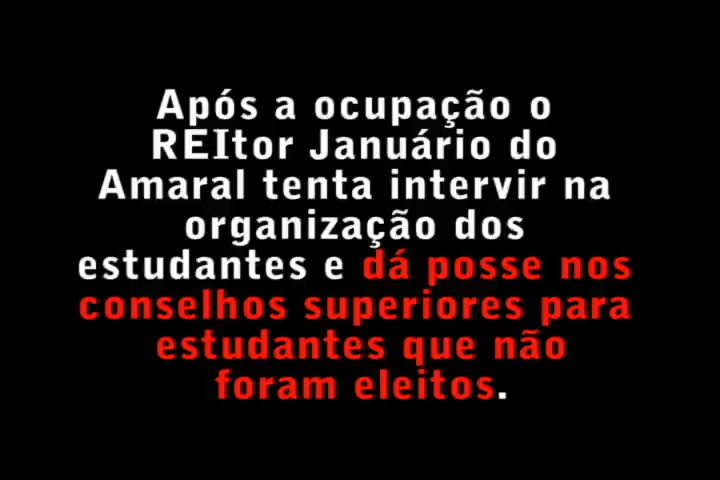 Após a ocupação o
REItor Januário do
Amaral tenta intervir na
organização dos
estudantes e dá posse nos
conselhos superiores para
estudantes que não
foram eleitos.